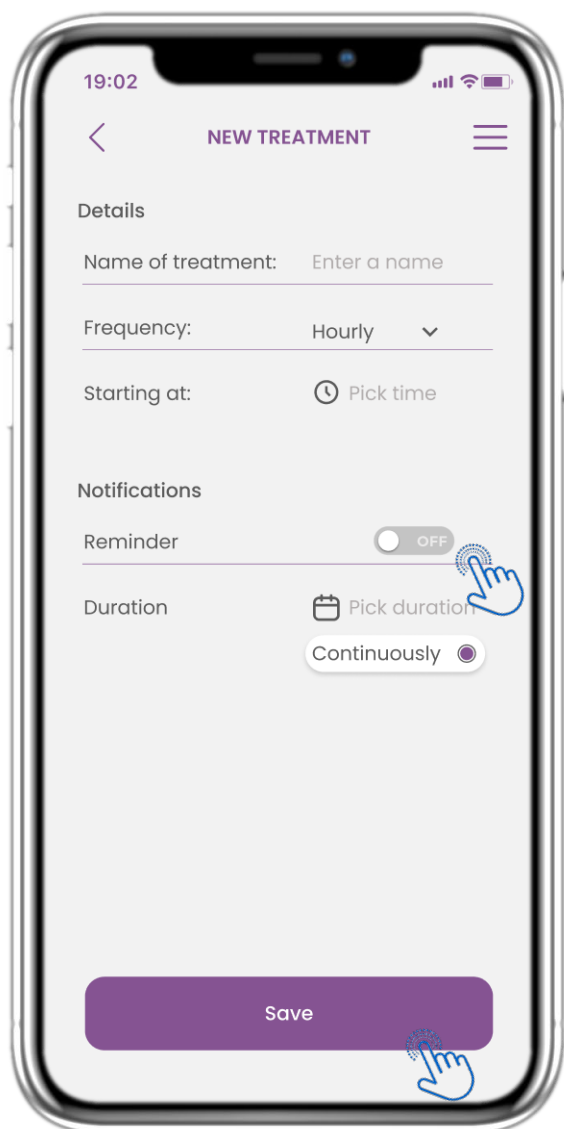 19:02
NEW TREATMENT
Details
Name of treatment: Enter a name
Frequency: Hourly
Starting at: Pick time
Notifications
Reminder OFF
Duration Pick duration
Continuously
Save